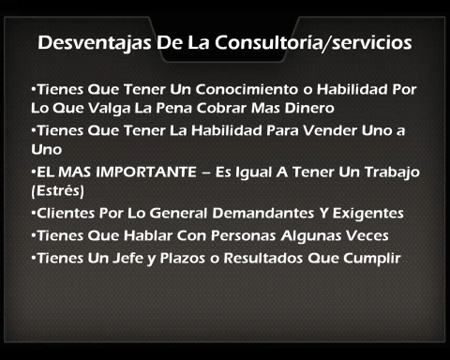 Desventajas De La Consultoría/servicios
•Tienes Que Tener Un Conocimiento o Habilidad Por
Lo Que Valga La Pena Cobrar Mas Dinero
•Tienes Que Tener La Habilidad Para Vender Uno a
Uno
•EL MAS IMPORTANTE – Es Igual A Tener Un Trabajo
(Estrés)
•Clientes Por Lo General Demandantes Y Exigentes
•Tienes Que Hablar Con Personas Algunas Veces
•Tienes Un Jefe y Plazos o Resultados Que Cumplir